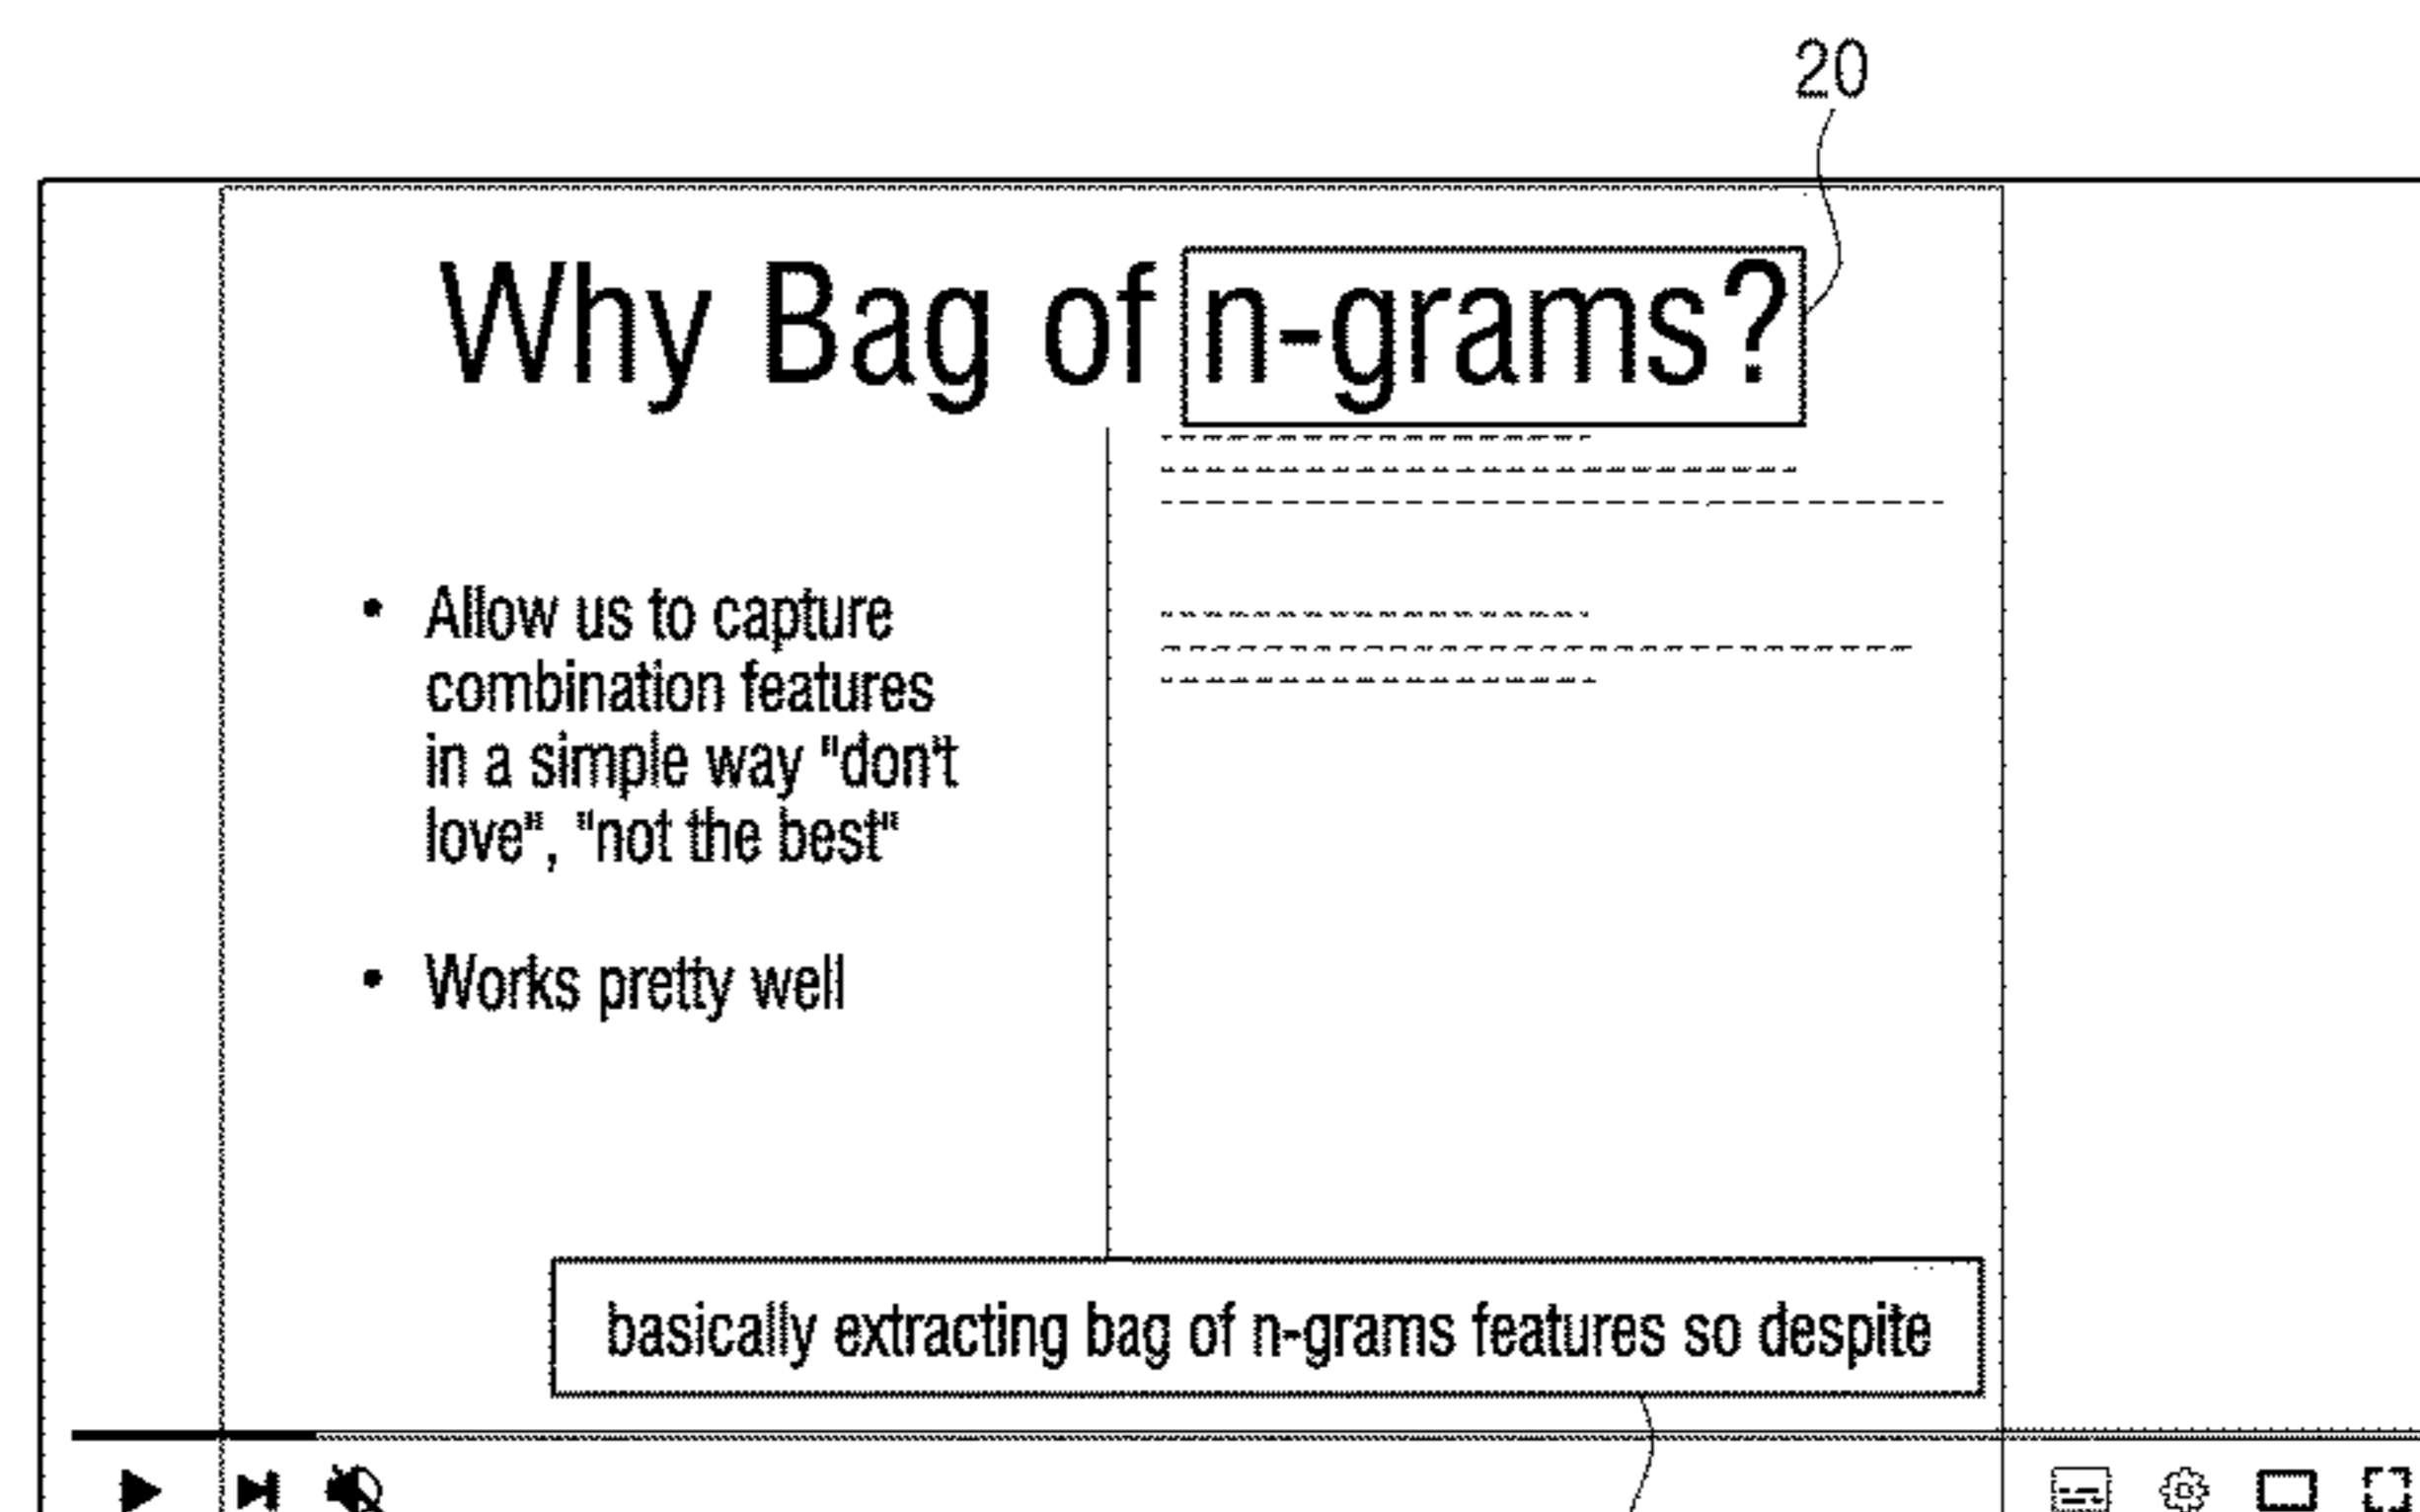 20
Why Bag of n-grams?
• Allow us to capture
combination features
in a simple way "don't
love", "not the best"
• Works pretty well
basically extracting bag of n-grams features so despite